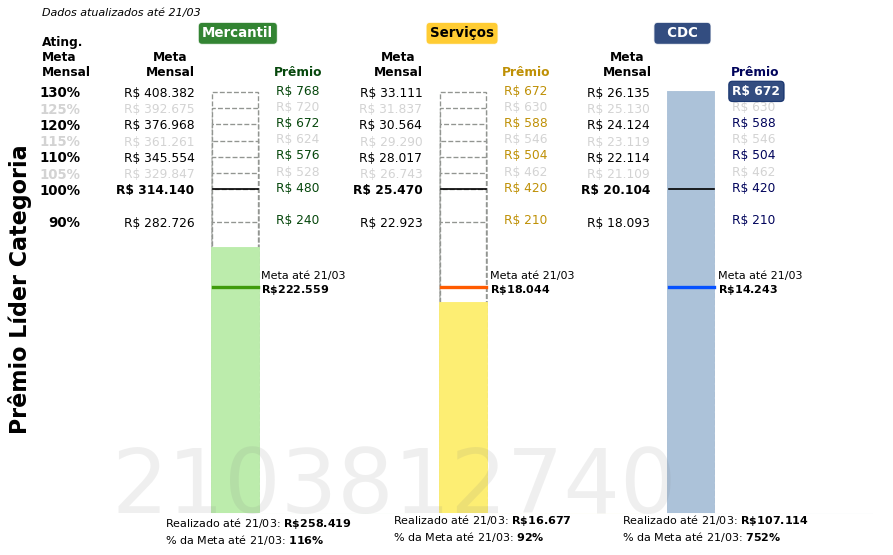 Dados atualizados até 21/03
Mercantil Serviços CDC
Ating. Meta Mensal Meta Mensal Prêmio Meta Mensal Prêmio Meta Mensal Prêmio
130% R$ 408.382 R$ 768 R$ 33.111 R$ 672 R$ 26.135 R$ 672
125% R$ 392.675 R$ 720 R$ 31.837 R$ 630 R$ 25.130 R$ 630
120% R$ 376.968 R$ 672 R$ 30.564 R$ 588 R$ 24.124 R$ 588
115% R$ 361.261 R$ 624 R$ 29.290 R$ 546 R$ 23.119 R$ 546
110% R$ 345.554 R$ 576 R$ 28.017 R$ 504 R$ 22.114 R$ 504
105% R$ 329.847 R$ 528 R$ 26.743 R$ 462 R$ 21.109 R$ 462
100% R$ 314.140 R$ 480 R$ 25.470 R$ 420 R$ 20.104 R$ 420
90% R$ 282.726 R$ 240 R$ 22.923 R$ 210 R$ 18.093 R$ 210
Meta até 21/03 Meta até 21/03 Meta até 21/03
R$222.559 R$18.044 R$14.243
Prêmio Líder Categoria
2103812740
Realizado até 21/03: R$258.419 Realizado até 21/03: R$16.677 Realizado até 21/03: R$107.114
% da Meta até 21/03: 116% % da Meta até 21/03: 92% % da Meta até 21/03: 752%